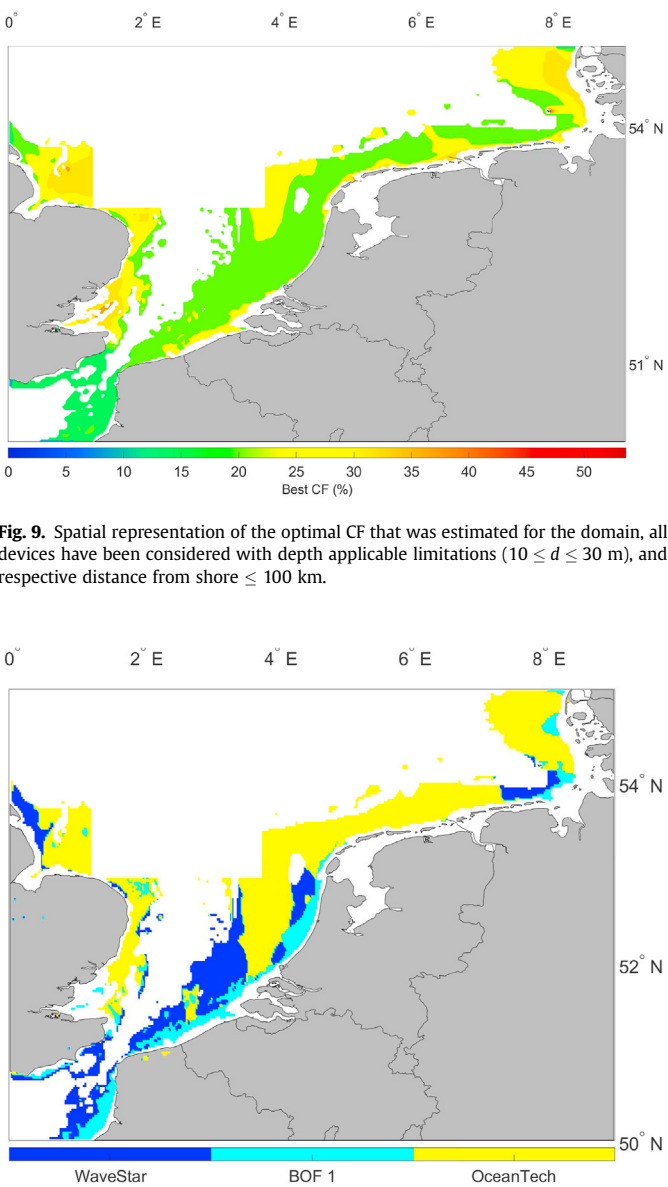 0° 2° E 4° E 6° E 8° E
54° N
51° N
0 5 10 15 20 25 30 35 40 45 50
Best CF (%)
Fig. 9. Spatial representation of the optimal CF that was estimated for the domain, all
devices have been considered with depth applicable limitations (10 ≤ d ≤ 30 m), and
respective distance from shore ≤ 100 km.
0° 2° E 4° E 6° E 8° E
54° N
52° N
50° N
WaveStar BOF 1 OceanTech